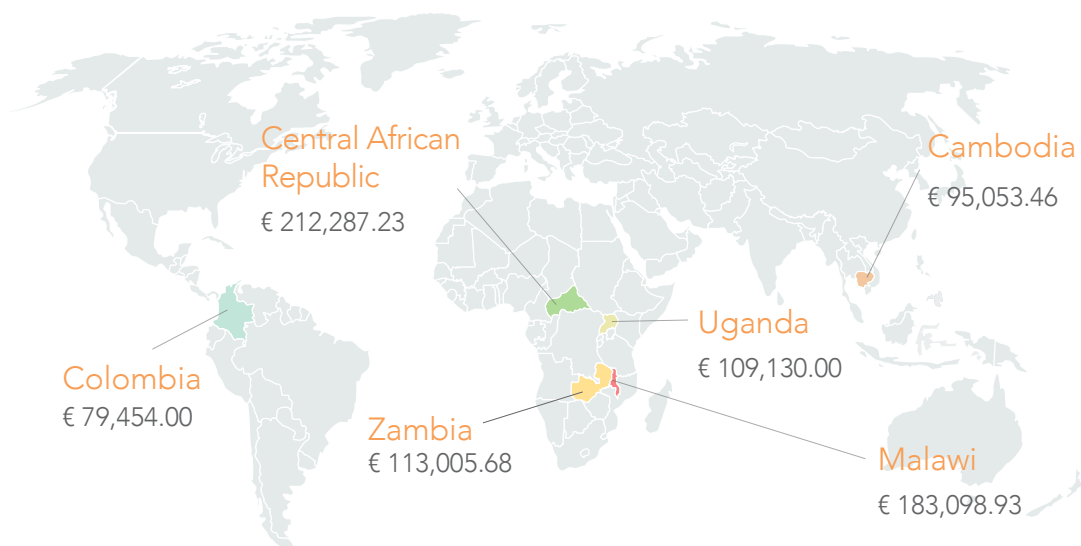 Central African
Republic
€ 212,287.23
Cambodia
€ 95,053.46
Uganda
€ 109,130.00
Colombia
€ 79,454.00
Zambia
€ 113,005.68
Malawi
€ 183,098.93